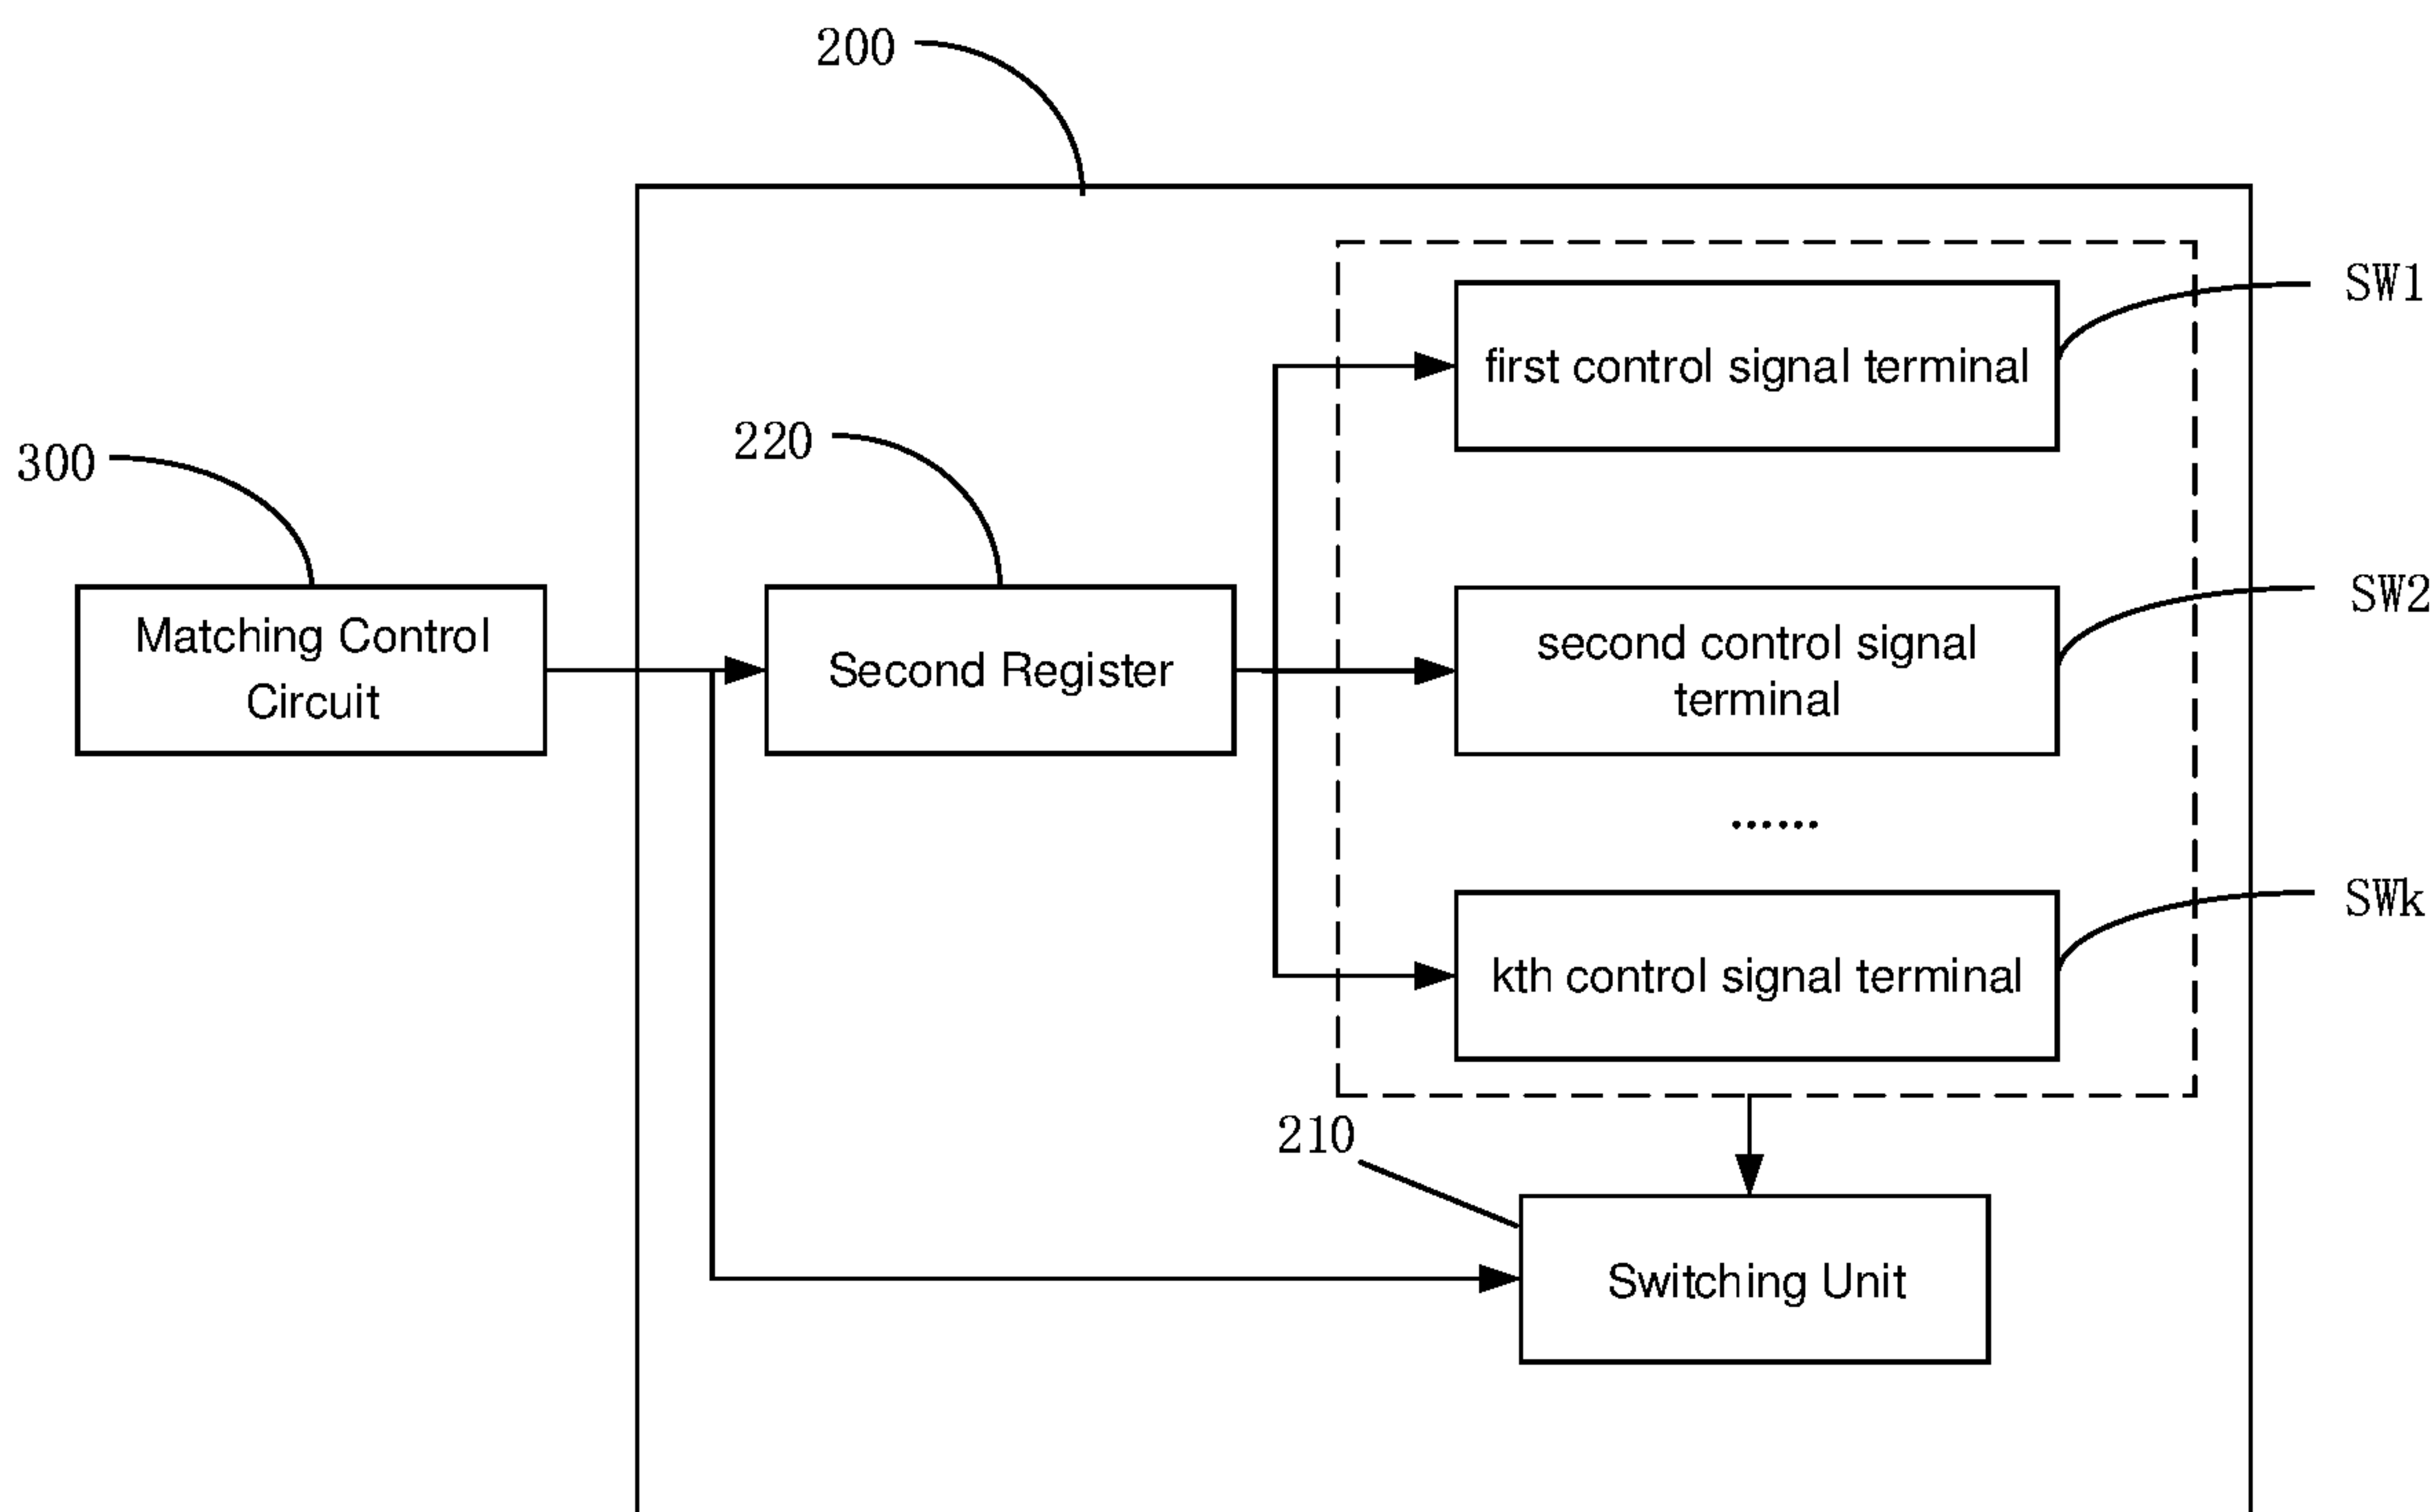 200
SW1
first control signal terminal
220
300
SW2
Matching Control
Circuit
Second Register
second control signal
terminal
......
SWk
kth control signal terminal
210
Switching Unit